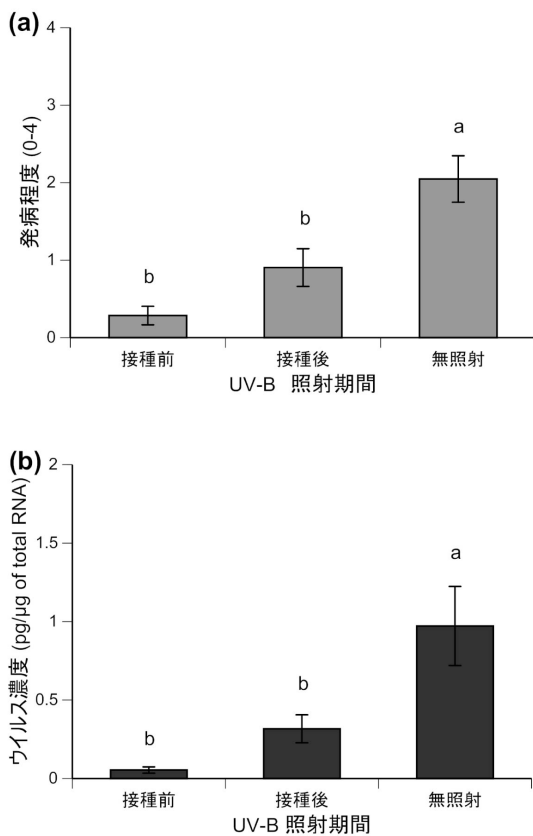 (a)
発病程度 (0-4)
4
3
2
1
0
b
b
a
接種前
接種後
無照射
UV-B 照射期間
(b)
ウイルス濃度 (pg/µg of total RNA)
2
1.5
1
0.5
0
b
b
a
接種前
接種後
無照射
UV-B 照射期間